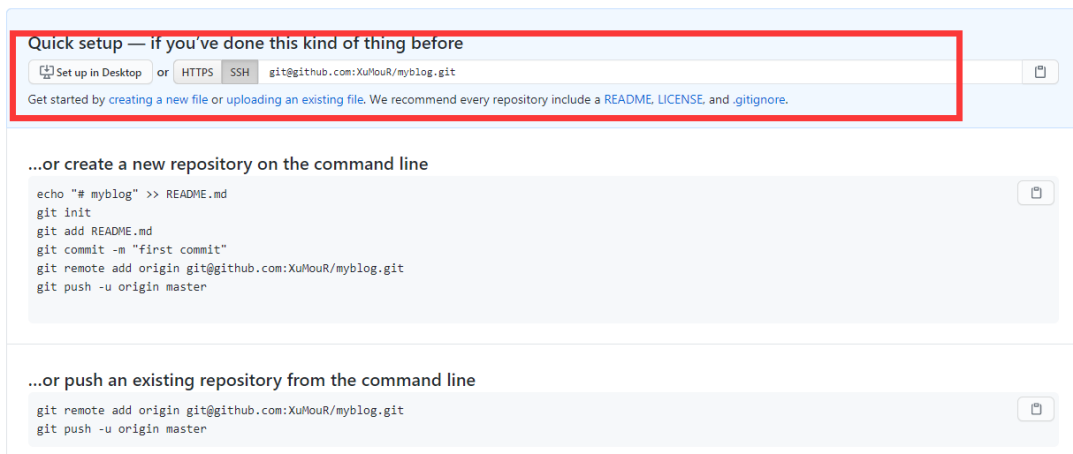 Quick setup — if you've done this kind of thing before
Set up in Desktop or HTTPS SSH git@github.com:XuMouR/myblog.git
Get started by creating a new file or uploading an existing file. We recommend every repository include a README, LICENSE, and .gitignore.
...or create a new repository on the command line
echo "# myblog" >> README.md
git init
git add README.md
git commit -m "first commit"
git remote add origin git@github.com:XuMouR/myblog.git
git push -u origin master
...or push an existing repository from the command line
git remote add origin git@github.com:XuMouR/myblog.git
git push -u origin master